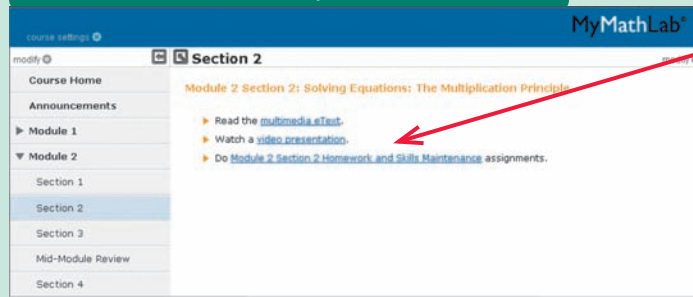 course settings
MyMathLab®
modify
Section 2
modify
Course Home
Announcements
Module 1
Module 2
Section 1
Section 2
Section 3
Mid-Module Review
Section 4
Module 2 Section 2: Solving Equations: The Multiplication Principle
Read the multimedia eText.
Watch a video presentation.
Do Module 2 Section 2 Homework and Skills Maintenance assignments.